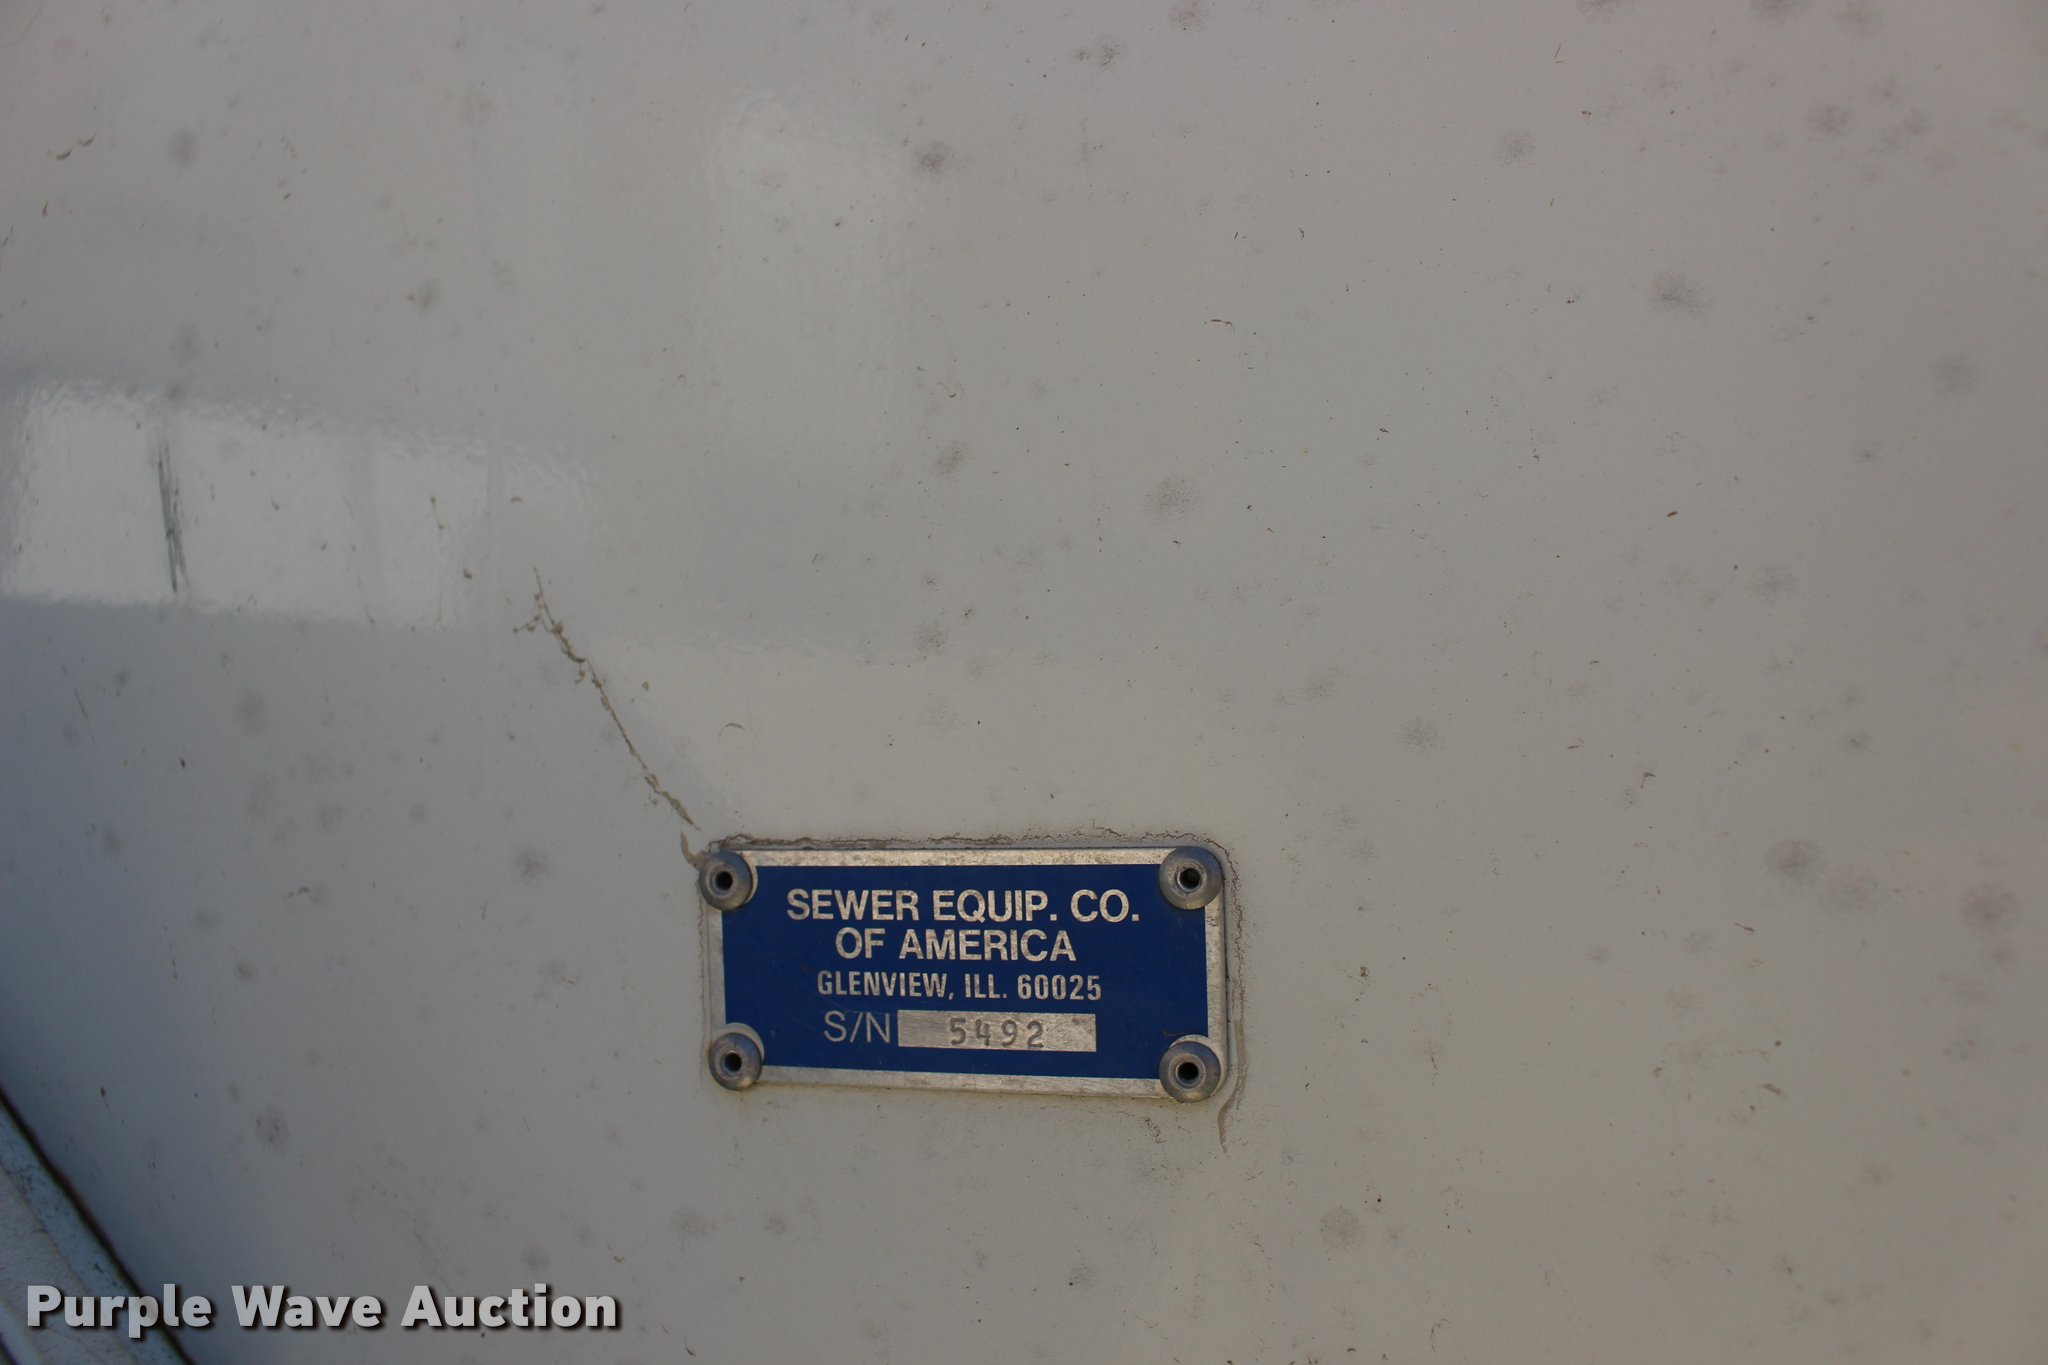 SEWER EQUIP. CO.
OF AMERICA
GLENVIEW, ILL. 60025
S/N 5492
Purple Wave Auction